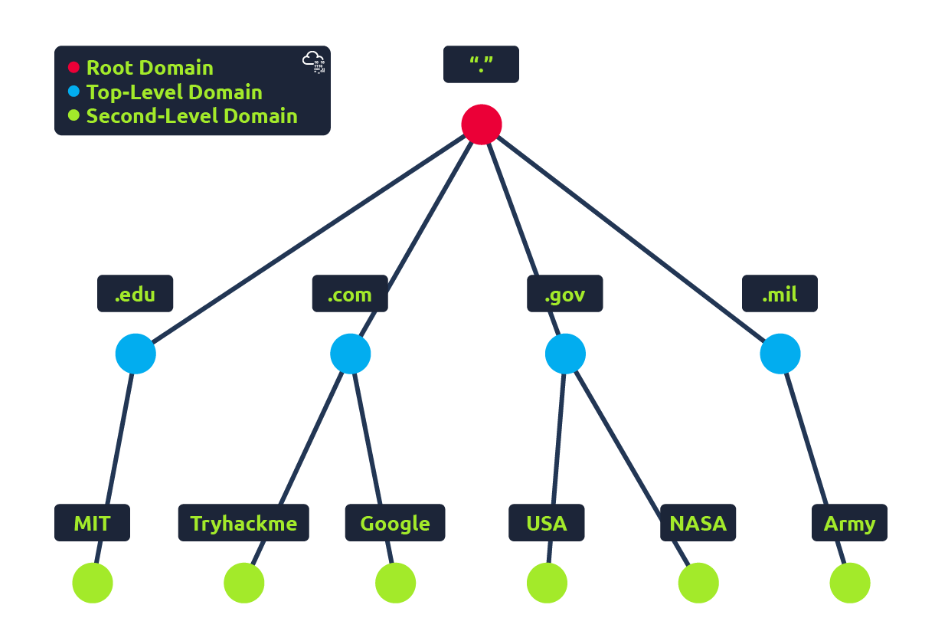 Root Domain
Top-Level Domain
Second-Level Domain
“.”
.edu
.com
.gov
.mil
MIT
Tryhackme
Google
USA
NASA
Army